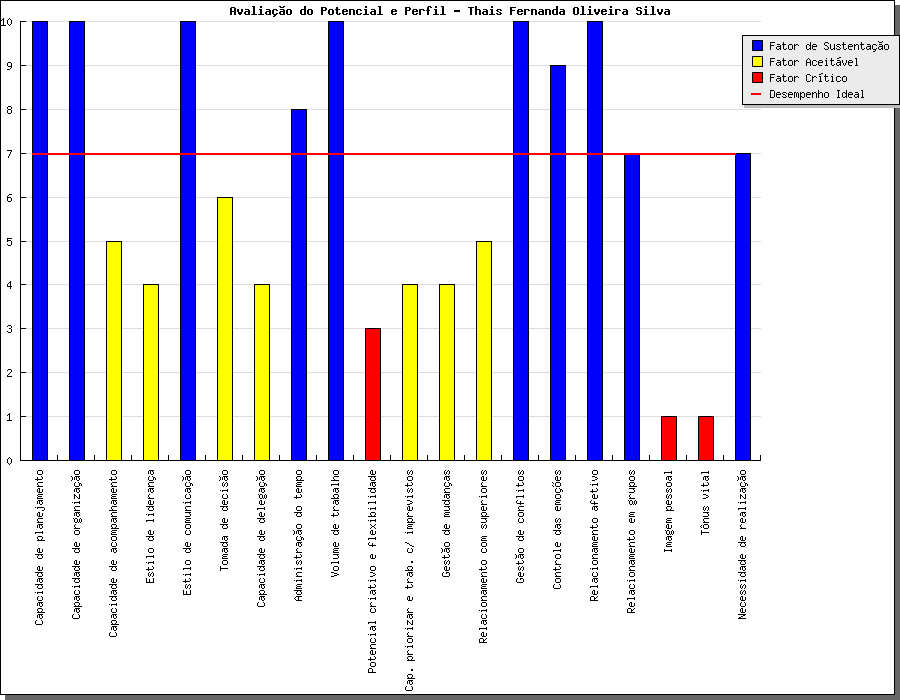 Avaliação do Potencial e Perfil - Thais Fernanda Oliveira Silva
Fator de Sustentação
Fator Aceitável
Fator Crítico
Desempenho Ideal
10
9
8
7
6
5
4
3
2
1
0
Capacidade de planejamento
Capacidade de organização
Capacidade de acompanhamento
Estilo de liderança
Estilo de comunicação
Tomada de decisão
Capacidade de delegação
Administração do tempo
Volume de trabalho
Potencial criativo e flexibilidade
Cap. priorizar e trab. c/ imprevistos
Gestão de mudanças
Relacionamento com superiores
Gestão de conflitos
Controle das emoções
Relacionamento afetivo
Relacionamento em grupos
Imagem pessoal
Tônus vital
Necessidade de realização